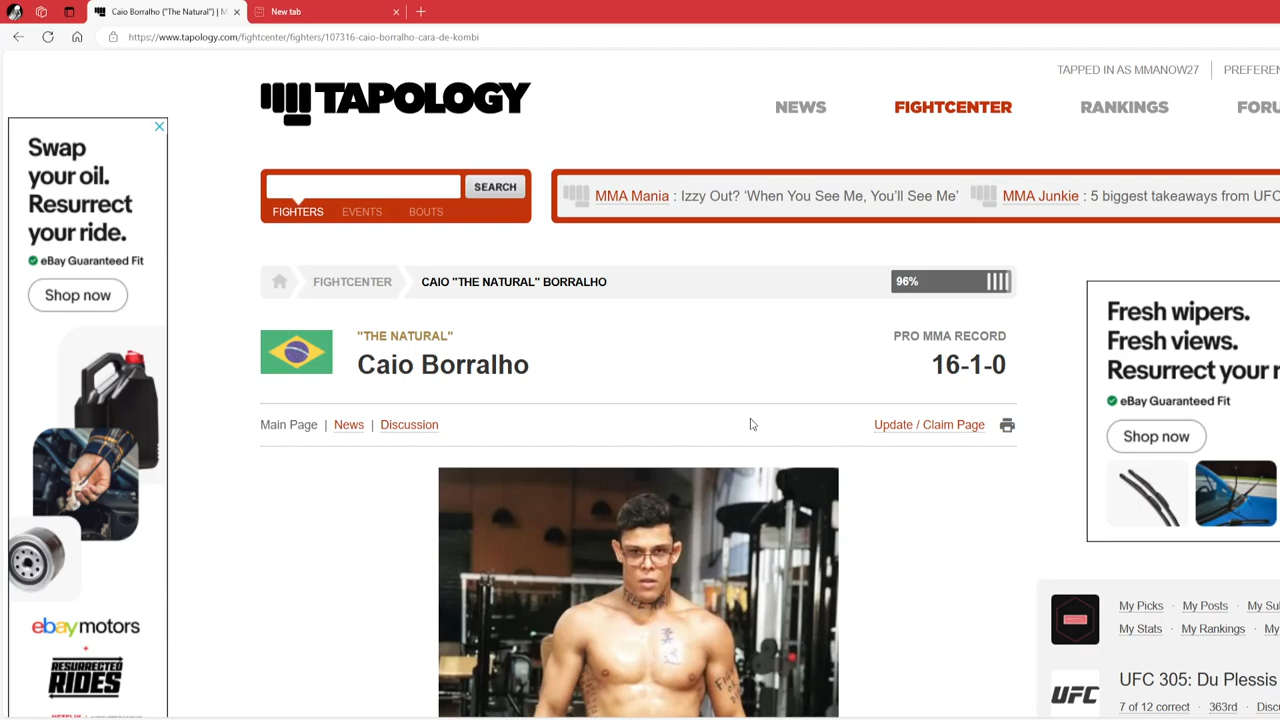 Caio Borralho ("The Natural") | M
New tab
https://www.tapology.com/fightcenter/fighters/107316-caio-borralho-cara-de-kombi
TAPPED IN AS MMANOW27
PREFEREN
TAPOLOGY
NEWS
FIGHTCENTER
RANKINGS
FORU
SEARCH
FIGHTERS
EVENTS
BOUTS
MMA Mania : Izzy Out? ‘When You See Me, You’ll See Me’
MMA Junkie : 5 biggest takeaways from UFC
FIGHTCENTER
CAIO "THE NATURAL" BORRALHO
96%
"THE NATURAL"
Caio Borralho
PRO MMA RECORD
16-1-0
Main Page | News | Discussion
Update / Claim Page
Swap
your oil.
Resurrect
your ride.
eBay Guaranteed Fit
Shop now
ebaymotors
+
RESURRECTED
RIDES
Fresh wipers.
Fresh views.
Resurrect your r
eBay Guaranteed Fit
Shop now
My Picks · My Posts · My Su
My Stats · My Rankings · My
UFC
UFC 305: Du Plessis
7 of 12 correct · 363rd · Disc